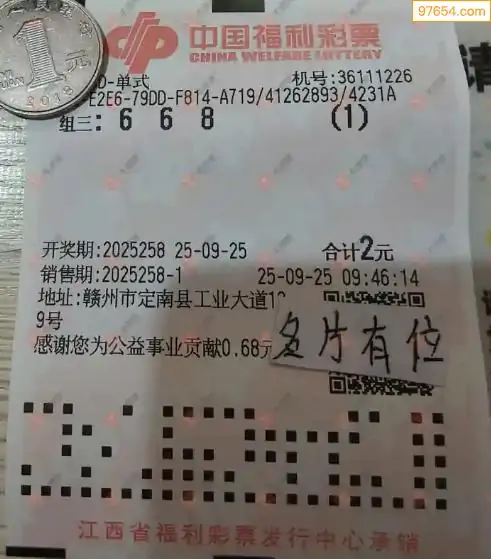 97654.com
中国福利彩票
CHINA WELFARE LOTTERY
D-单式 机号:36111226
E2E6-79DD-F814-A719/41262893/4231A
组三: 6 6 8 (1)
开奖期:2025258 25-09-25 合计2元
销售期:2025258-1 25-09-25 09:46:14
地址:赣州市定南县工业大道1
9号
感谢您为公益事业贡献0.68元
名片有位
江西省福利彩票发行中心承销
1
元
2018